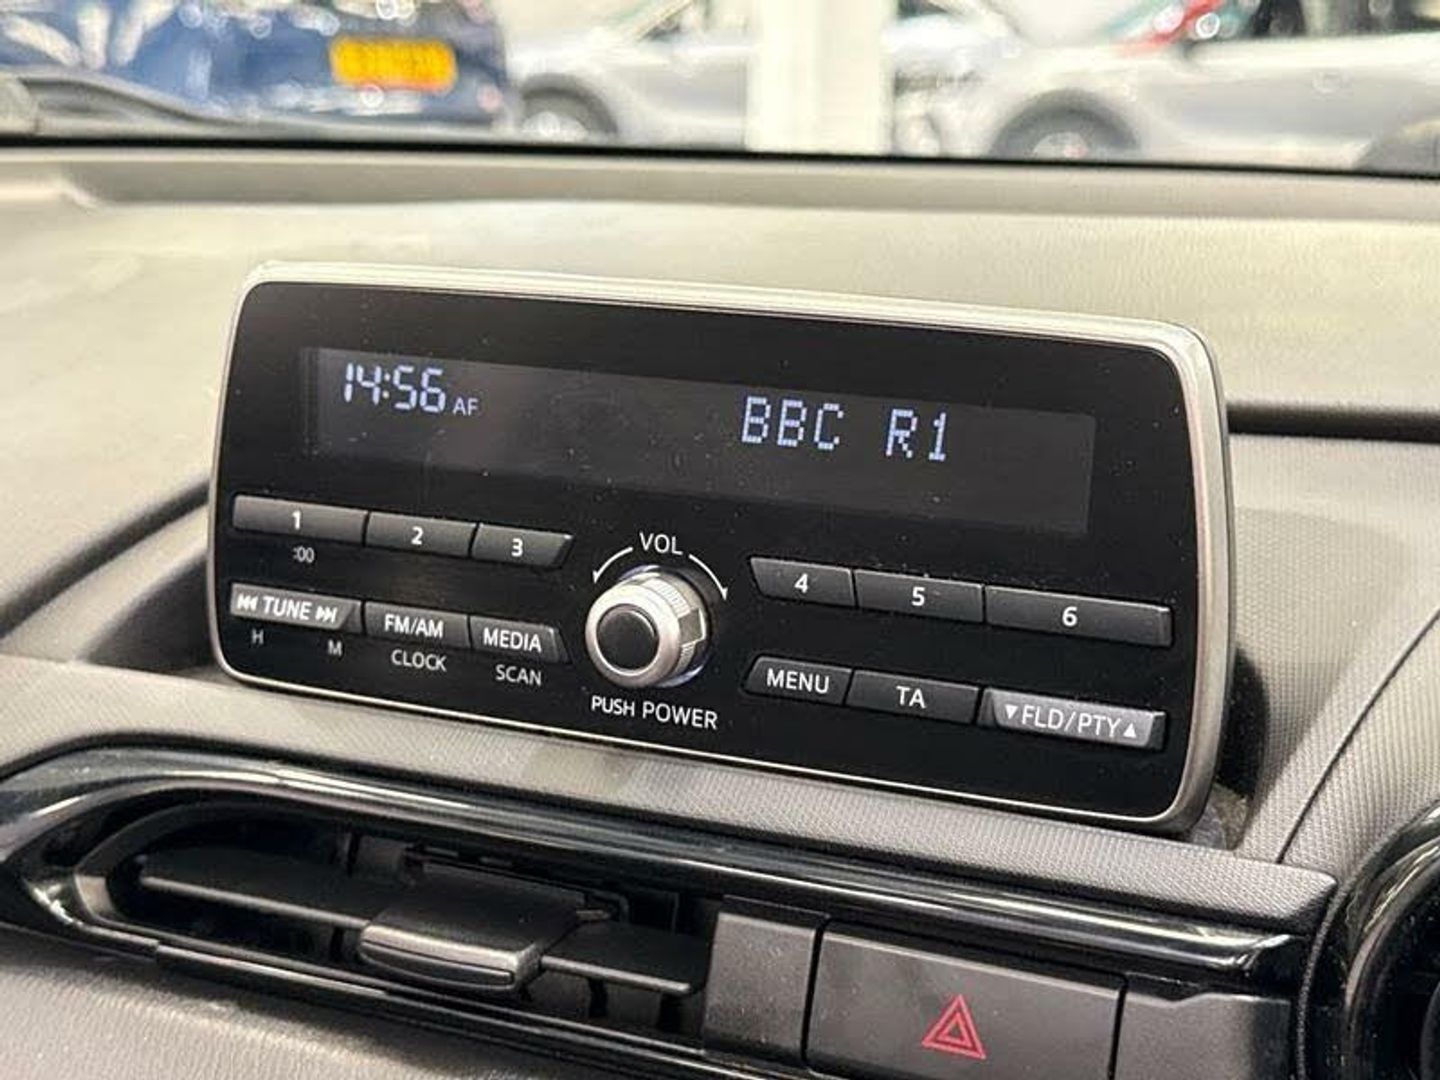 14:56 AF BBC R1
1 2 3 VOL 4 5 6
:00
⏮ TUNE ⏭ FM/AM MEDIA MENU TA ▼FLD/PTY▲
H M CLOCK SCAN
PUSH POWER